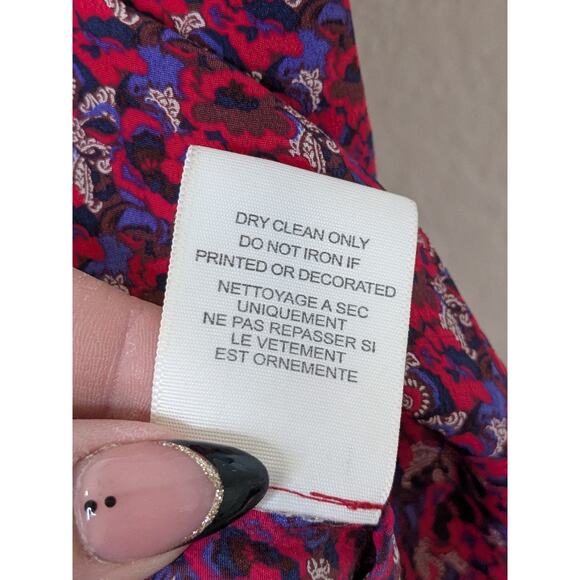 DRY CLEAN ONLY
DO NOT IRON IF
PRINTED OR DECORATED
NETTOYAGE A SEC
UNIQUEMENT
NE PAS REPASSER SI
LE VETEMENT
EST ORNEMENTE